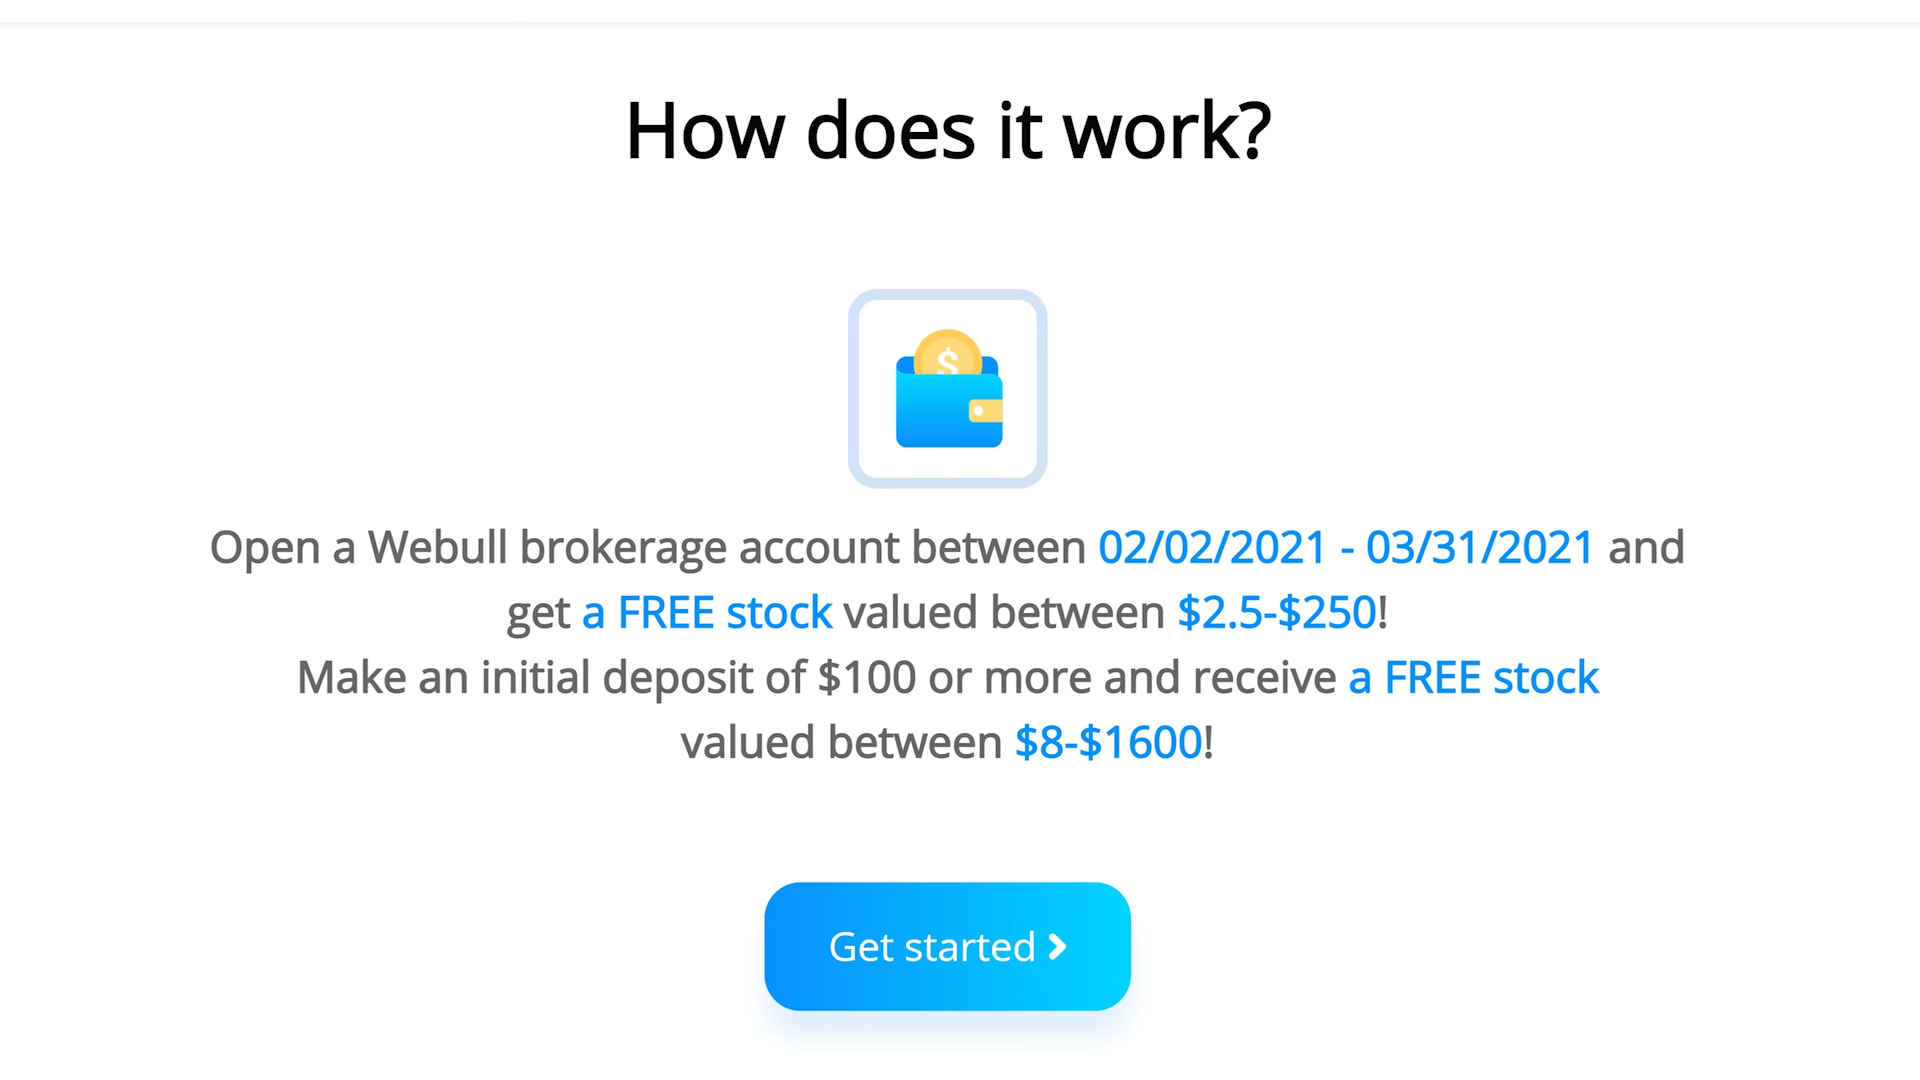 How does it work?
$
Open a Webull brokerage account between 02/02/2021 - 03/31/2021 and
get a FREE stock valued between $2.5-$250!
Make an initial deposit of $100 or more and receive a FREE stock
valued between $8-$1600!
Get started